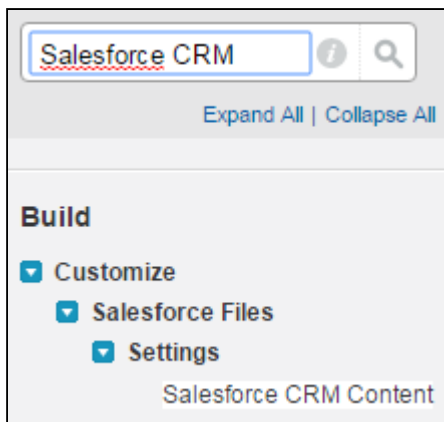 Salesforce CRM
Expand All | Collapse All
Build
Customize
Salesforce Files
Settings
Salesforce CRM Content